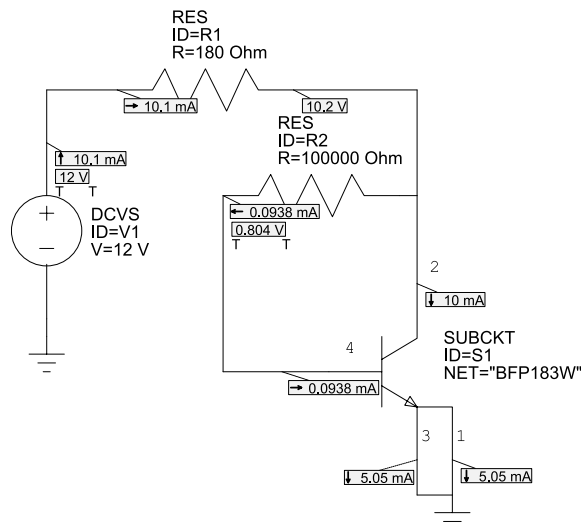 RES
ID=R1
R=180 Ohm
10.1 mA
10.2 V
RES
ID=R2
R=100000 Ohm
10.1 mA
12 V
0.0938 mA
0.804 V
DCVS
ID=V1
V=12 V
+
−
2
10 mA
4
SUBCKT
ID=S1
NET="BFP183W"
0.0938 mA
3
1
5.05 mA
5.05 mA